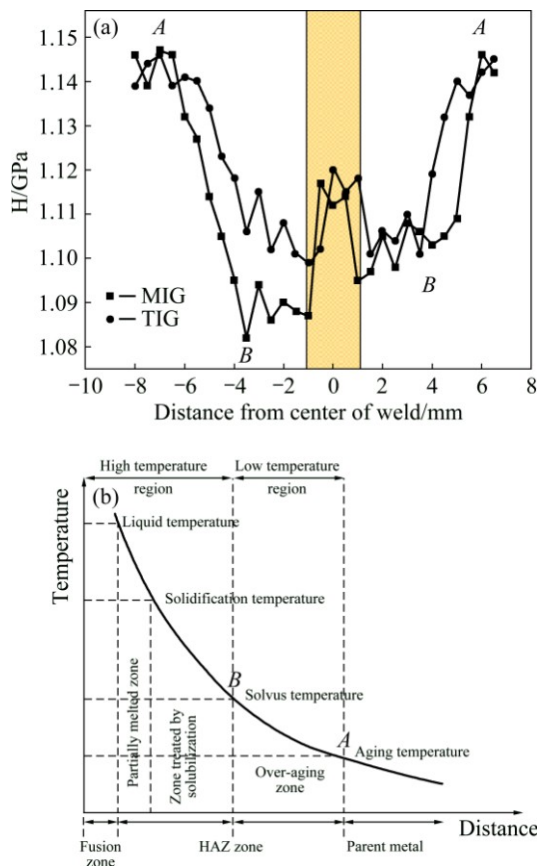 (a)
A
A
B
B
H/GPa
1.15
1.14
1.13
1.12
1.11
1.10
1.09
1.08
MIG
TIG
−10 −8 −6 −4 −2 0 2 4 6 8
Distance from center of weld/mm
(b)
High temperature region
Low temperature region
Temperature
Liquid temperature
Solidification temperature
B
Solvus temperature
A
Aging temperature
Partially melted zone
Zone treated by solubilization
Over-aging zone
Distance
Fusion zone
HAZ zone
Parent metal